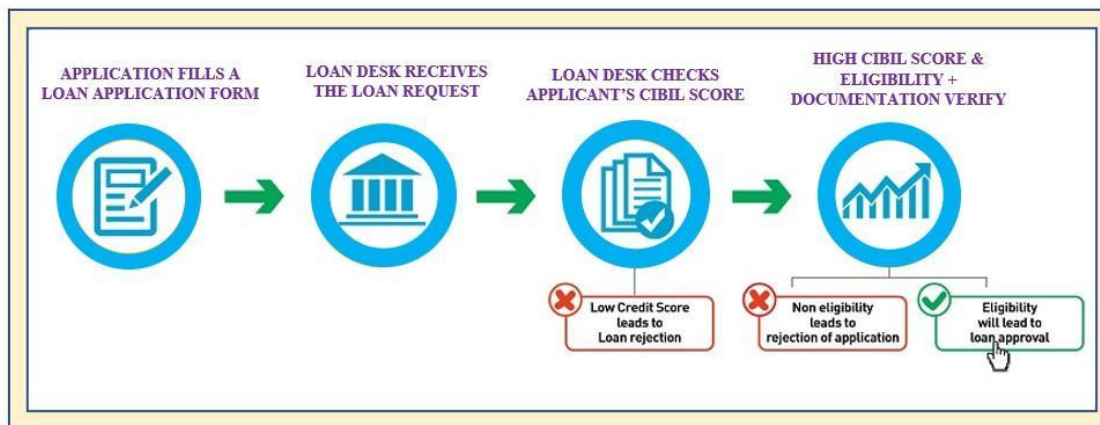 APPLICATION FILLS A
LOAN APPLICATION FORM
LOAN DESK RECEIVES
THE LOAN REQUEST
LOAN DESK CHECKS
APPLICANT'S CIBIL SCORE
HIGH CIBIL SCORE &
ELIGIBILITY +
DOCUMENTATION VERIFY
Low Credit Score
leads to
Loan rejection
Non eligibility
leads to
rejection of application
Eligibility
will lead to
loan approval